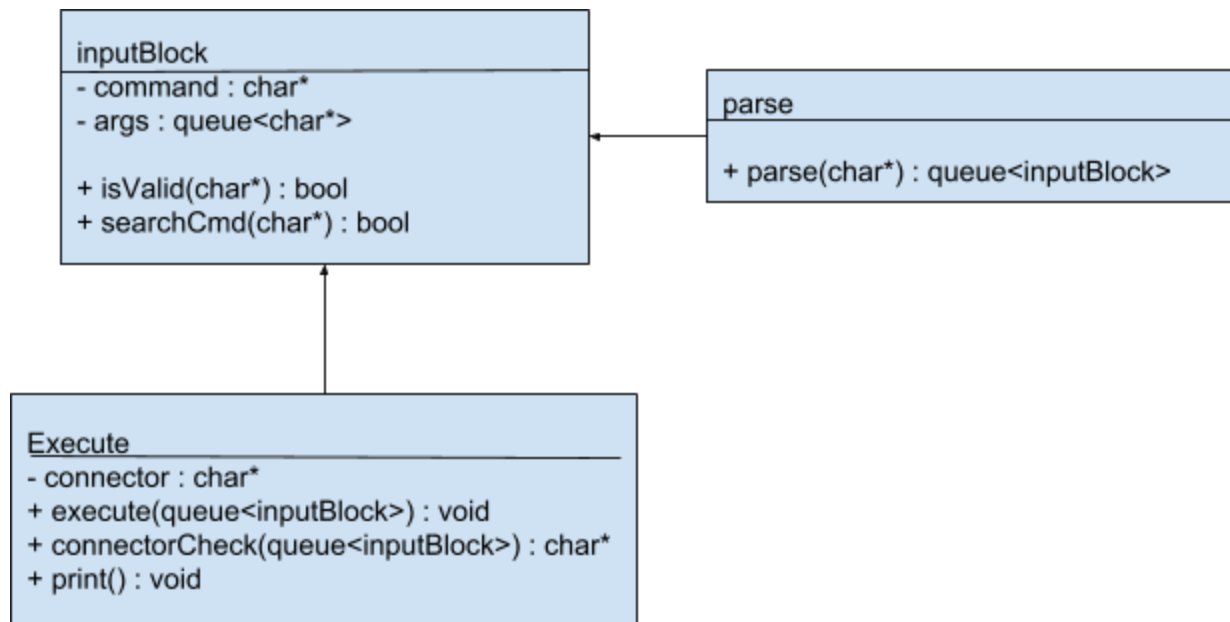 inputBlock
- command : char*
- args : queue<char*>
+ isValid(char*) : bool
+ searchCmd(char*) : bool
parse
+ parse(char*) : queue<inputBlock>
Execute
- connector : char*
+ execute(queue<inputBlock>) : void
+ connectorCheck(queue<inputBlock>) : char*
+ print() : void